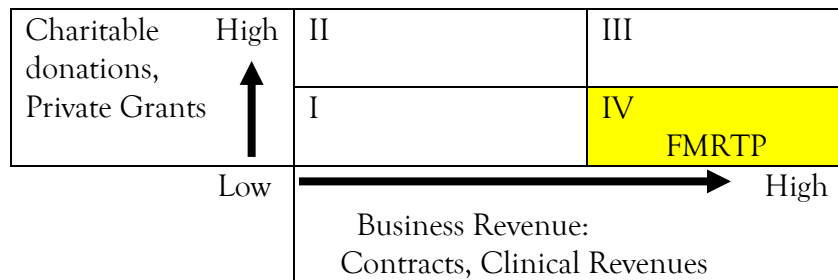 Charitable High II III
donations,
Private Grants I IV
FMRTP
Low High
Business Revenue:
Contracts, Clinical Revenues